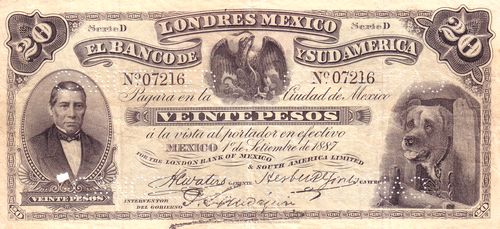 LONDRES MEXICO
Serie D Serie D
20 20
EL BANCO DE Y SUD AMERICA
No 07216 No 07216
Pagará en la Ciudad de Mexico
VEINTE PESOS
á la vista al portador en efectivo
MEXICO 1º de Setiembre de 1887
FOR THE LONDON BANK OF MEXICO & SOUTH AMERICA LIMITED
GERENTE
VEINTE PESOS
INTERVENTOR
DEL GOBIERNO